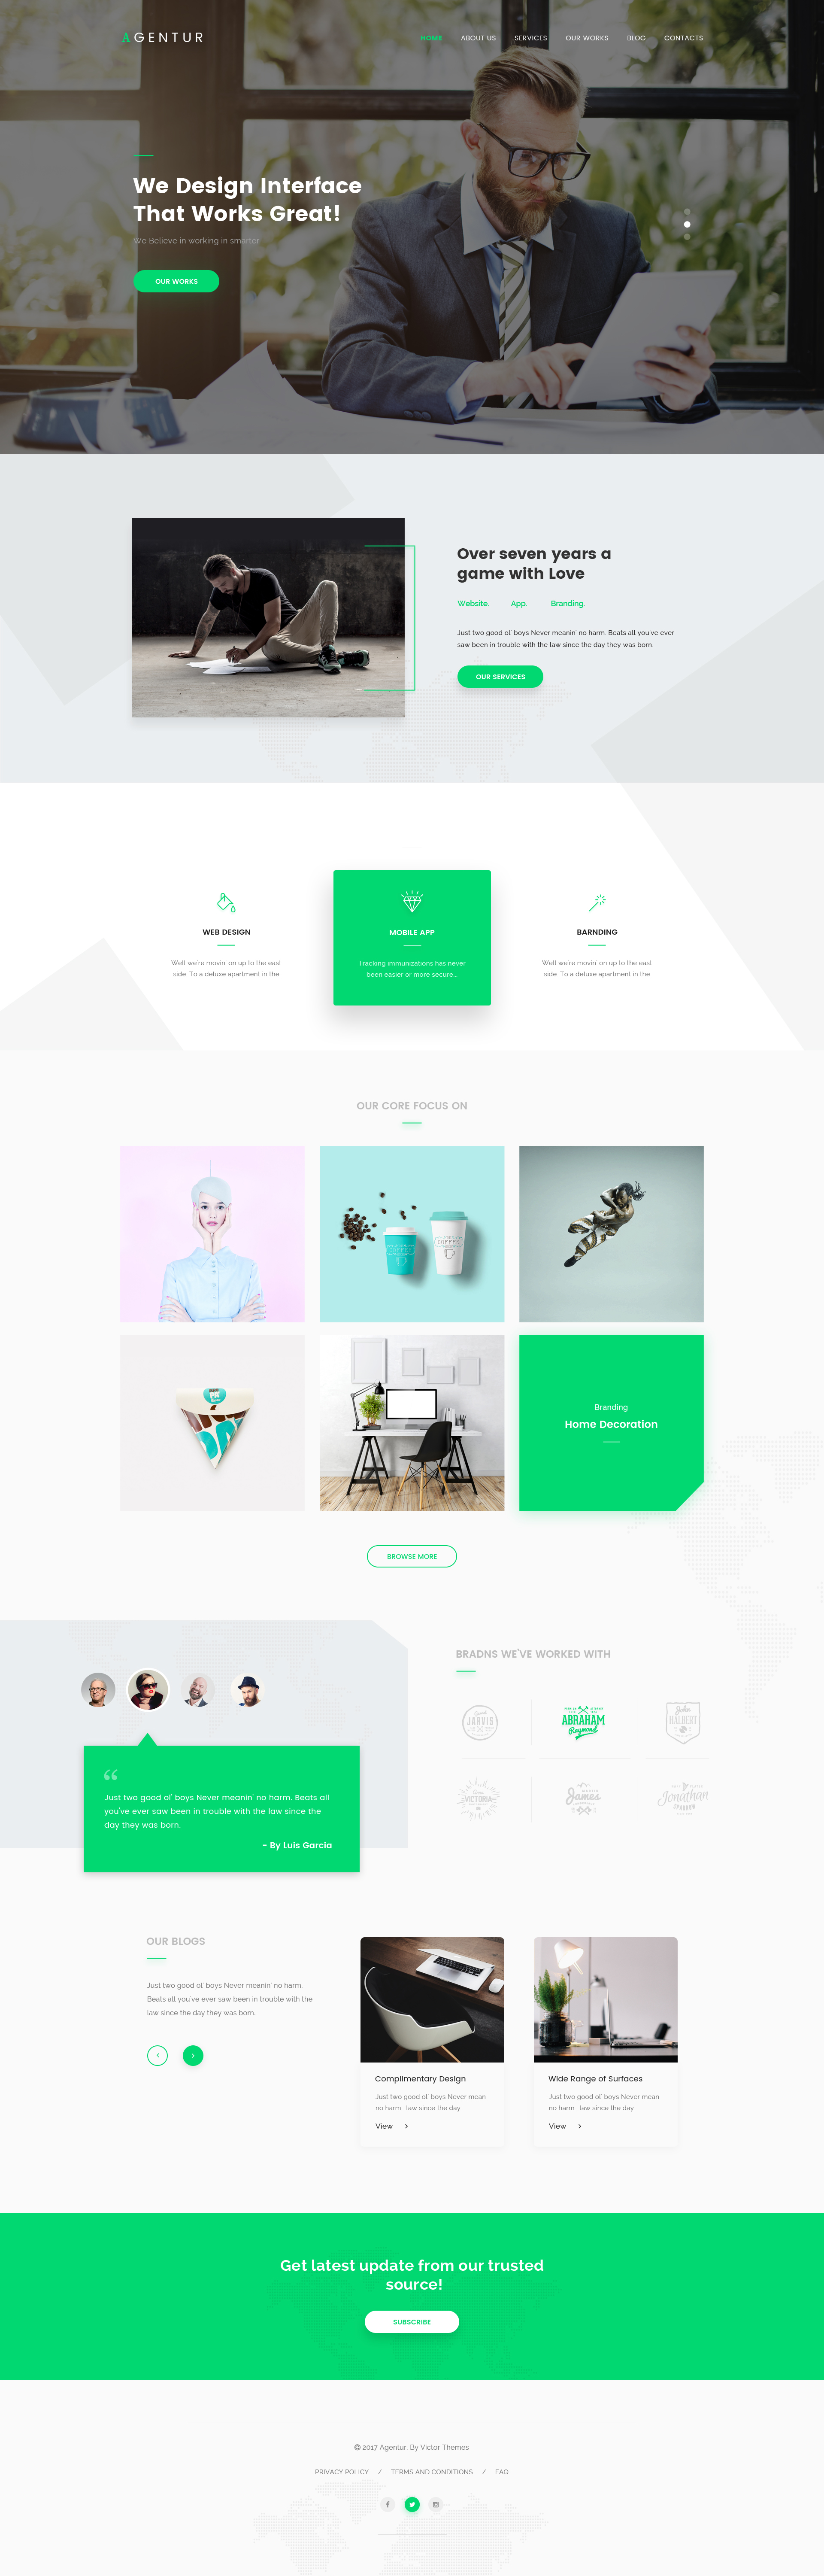 AGENTUR
HOME ABOUT US SERVICES OUR WORKS BLOG CONTACTS
We Design Interface
That Works Great!
We Believe in working in smarter
OUR WORKS
Over seven years a
game with Love
Website. App. Branding.
Just two good ol' boys Never meanin' no harm. Beats all you've ever
saw been in trouble with the law since the day they was born.
OUR SERVICES
WEB DESIGN
Well we're movin' on up to the east
side. To a deluxe apartment in the
MOBILE APP
Tracking immunizations has never
been easier or more secure...
BARNDING
Well we're movin' on up to the east
side. To a deluxe apartment in the
OUR CORE FOCUS ON
COFFEE
COFFEE
Branding
Home Decoration
BROWSE MORE
Just two good ol' boys Never meanin' no harm. Beats all
you've ever saw been in trouble with the law since the
day they was born.
- By Luis Garcia
BRADNS WE'VE WORKED WITH
JARVIS
ABRAHAM
Raymond
John
HALBERT
VICTORIA
James
Jonathan
OUR BLOGS
Just two good ol' boys Never meanin' no harm.
Beats all you've ever saw been in trouble with the
law since the day they was born.
Complimentary Design
Just two good ol' boys Never mean
no harm. law since the day.
View
Wide Range of Surfaces
Just two good ol' boys Never mean
no harm. law since the day.
View
Get latest update from our trusted
source!
SUBSCRIBE
© 2017 Agentur. By Victor Themes
PRIVACY POLICY / TERMS AND CONDITIONS / FAQ